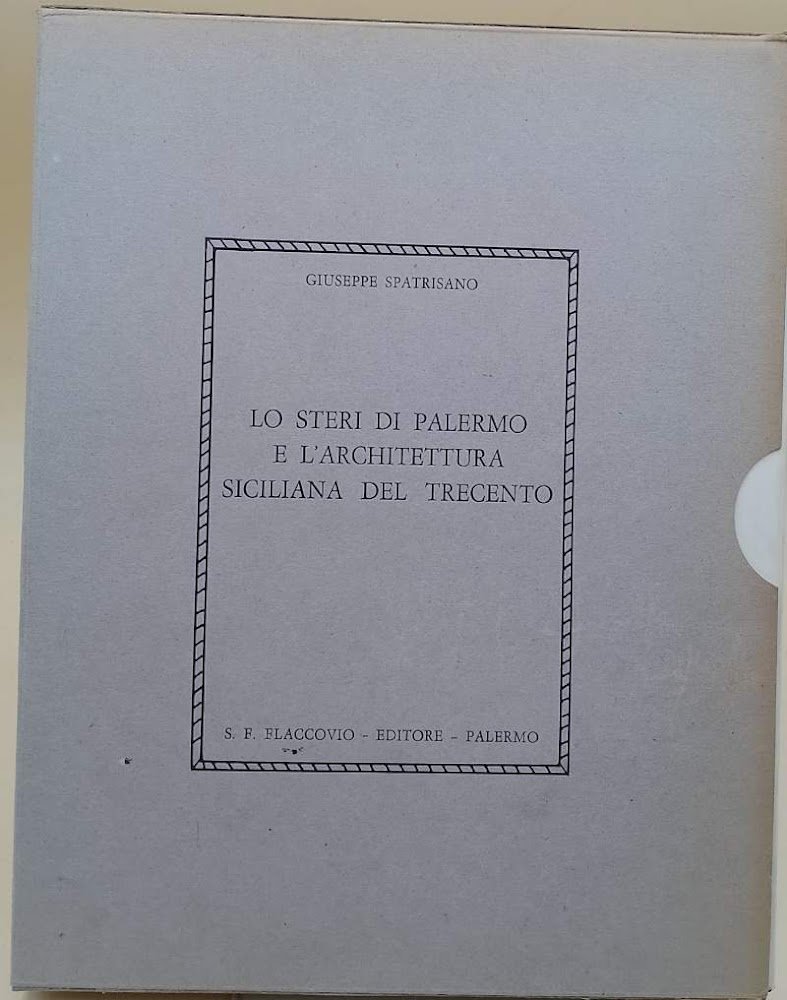 GIUSEPPE SPATRISANO
LO STERI DI PALERMO
E L'ARCHITETTURA
SICILIANA DEL TRECENTO
S. F. FLACCOVIO - EDITORE - PALERMO